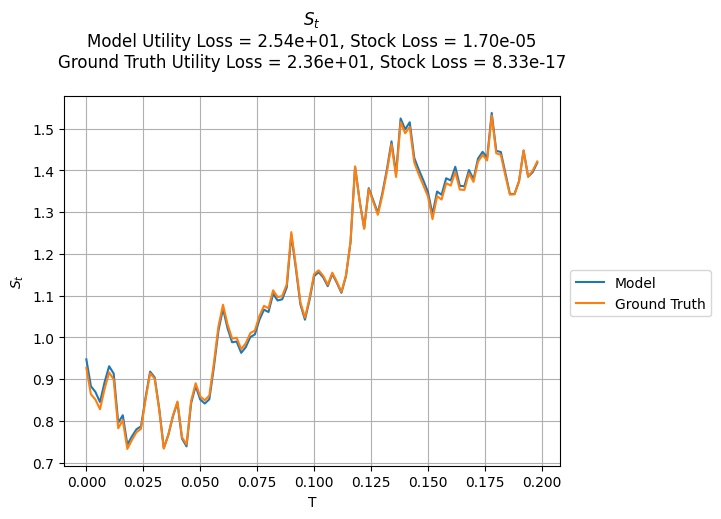 S_t
Model Utility Loss = 2.54e+01, Stock Loss = 1.70e-05
Ground Truth Utility Loss = 2.36e+01, Stock Loss = 8.33e-17
1.5
1.4
1.3
1.2
1.1
1.0
0.9
0.8
0.7
S_t
0.000 0.025 0.050 0.075 0.100 0.125 0.150 0.175 0.200
T
Model
Ground Truth